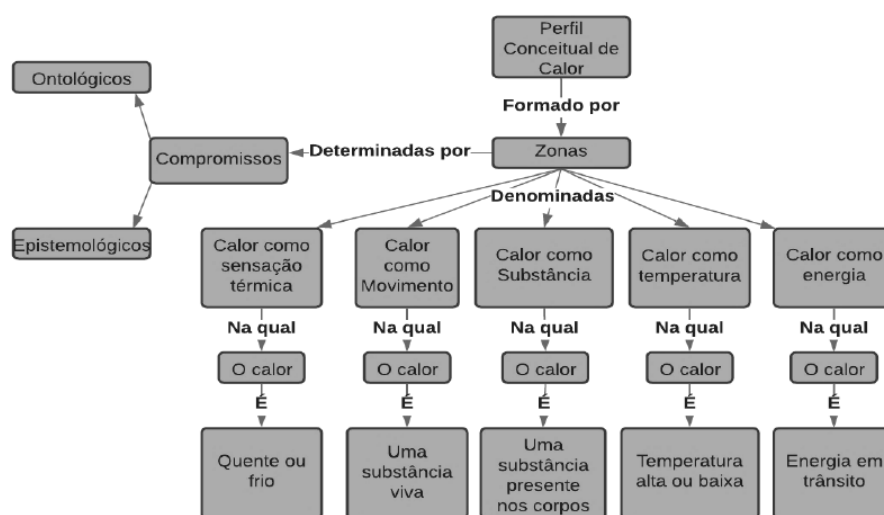 Perfil
Conceitual de
Calor
Formado por
Zonas
Determinadas por
Compromissos
Ontológicos
Epistemológicos
Denominadas
Calor como
sensação
térmica
Calor
como
Movimento
Calor como
Substância
Calor como
temperatura
Calor como
energia
Na qual
Na qual
Na qual
Na qual
Na qual
O calor
O calor
O calor
O calor
O calor
É
É
É
É
É
Quente ou
frio
Uma
substância
viva
Uma
substância
presente
nos corpos
Temperatura
alta ou baixa
Energia em
trânsito